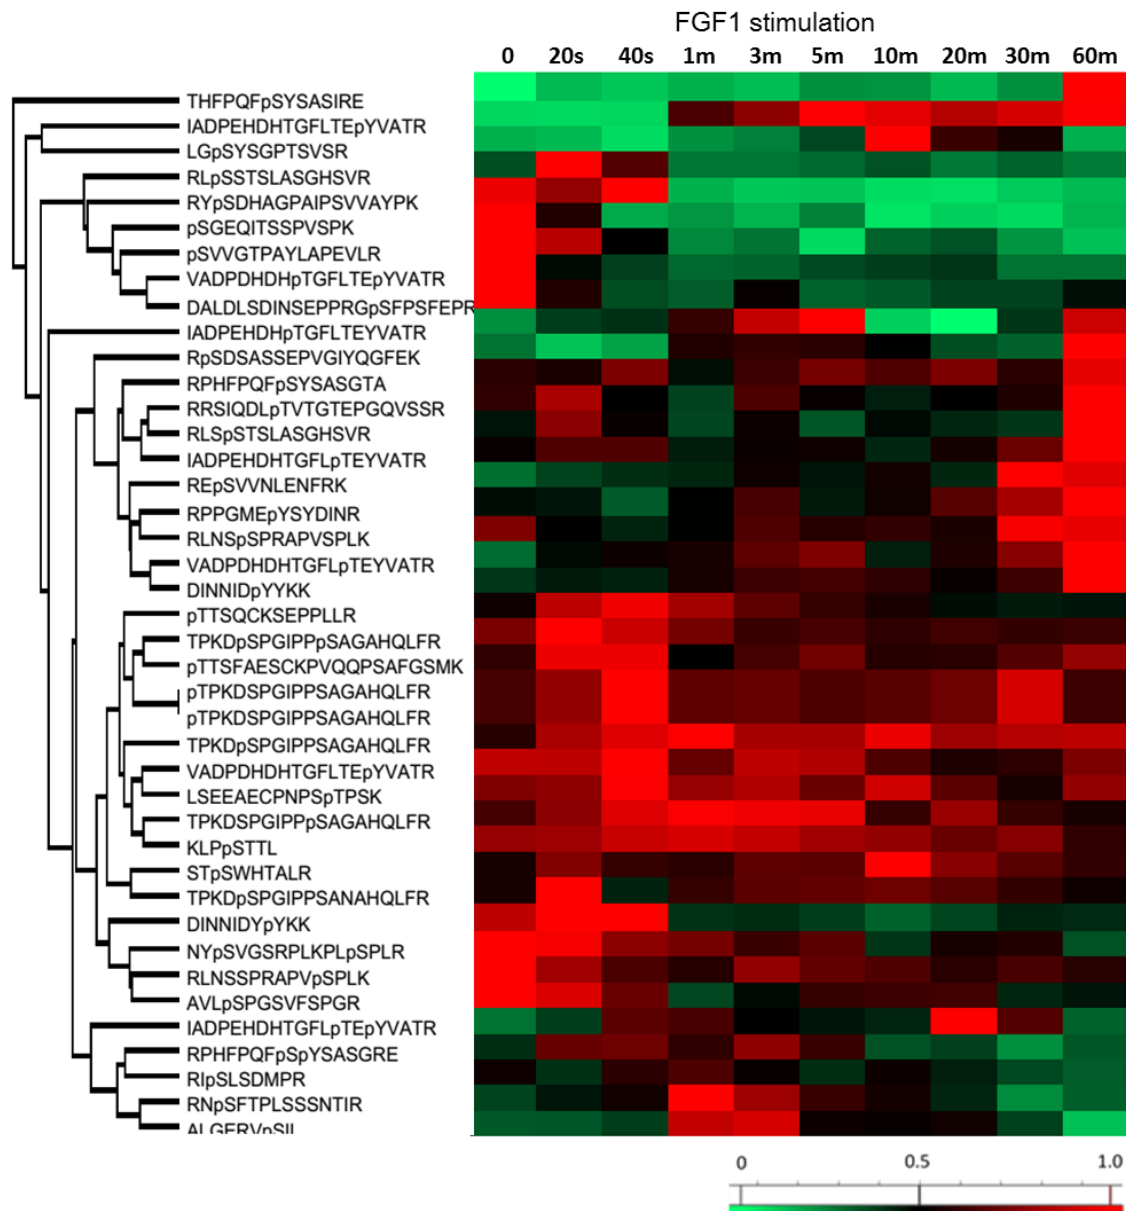 FGF1 stimulation
0 20s 40s 1m 3m 5m 10m 20m 30m 60m
THFPQFpSYSASIRE
IADPEHDHTGFLTEpYVATR
LGpSYSGPTSVSR
RLpSSTSLASGHSVR
RYpSDHAGPAIPSVVAYPK
pSGEQITSSPVSPK
pSVVGTPAYLAPEVLR
VADPDHDHpTGFLTEpYVATR
DALDLSDINSEPPRGpSFPSFEPR
IADPEHDHpTGFLTEYVATR
RpSDSASSEPVGIYQGFEK
RPHFPQFpSYSASGTA
RRSIQDLpTVTGTEPGQVSSR
RLSpSTSLASGHSVR
IADPEHDHTGFLpTEYVATR
REpSVVNLENFRK
RPPGMEpYSYDINR
RLNSpSPRAPVSPLK
VADPDHDHTGFLpTEYVATR
DINNIDpYYKK
pTTSQCKSEPPLLR
TPKDpSPGIPPpSAGAHQLFR
pTTSFAESCKPVQQPSAFGSMK
pTPKDSPGIPPSAGAHQLFR
pTPKDSPGIPPSAGAHQLFR
TPKDpSPGIPPSAGAHQLFR
VADPDHDHTGFLTEpYVATR
LSEEAECPNPSpTPSK
TPKDSPGIPPpSAGAHQLFR
KLPpSTTL
STpSWHTALR
TPKDpSPGIPPSANAHQLFR
DINNIDYpYKK
NYpSVGSRPLKPLpSPLR
RLNSSPRAPVpSPLK
AVLpSPGSVFSPGR
IADPEHDHTGFLpTEpYVATR
RPHFPQFpSpYSASGRE
RIpSLSDMPR
RNpSFTPLSSSNTIR
ALGERVpSIL
0 0.5 1.0